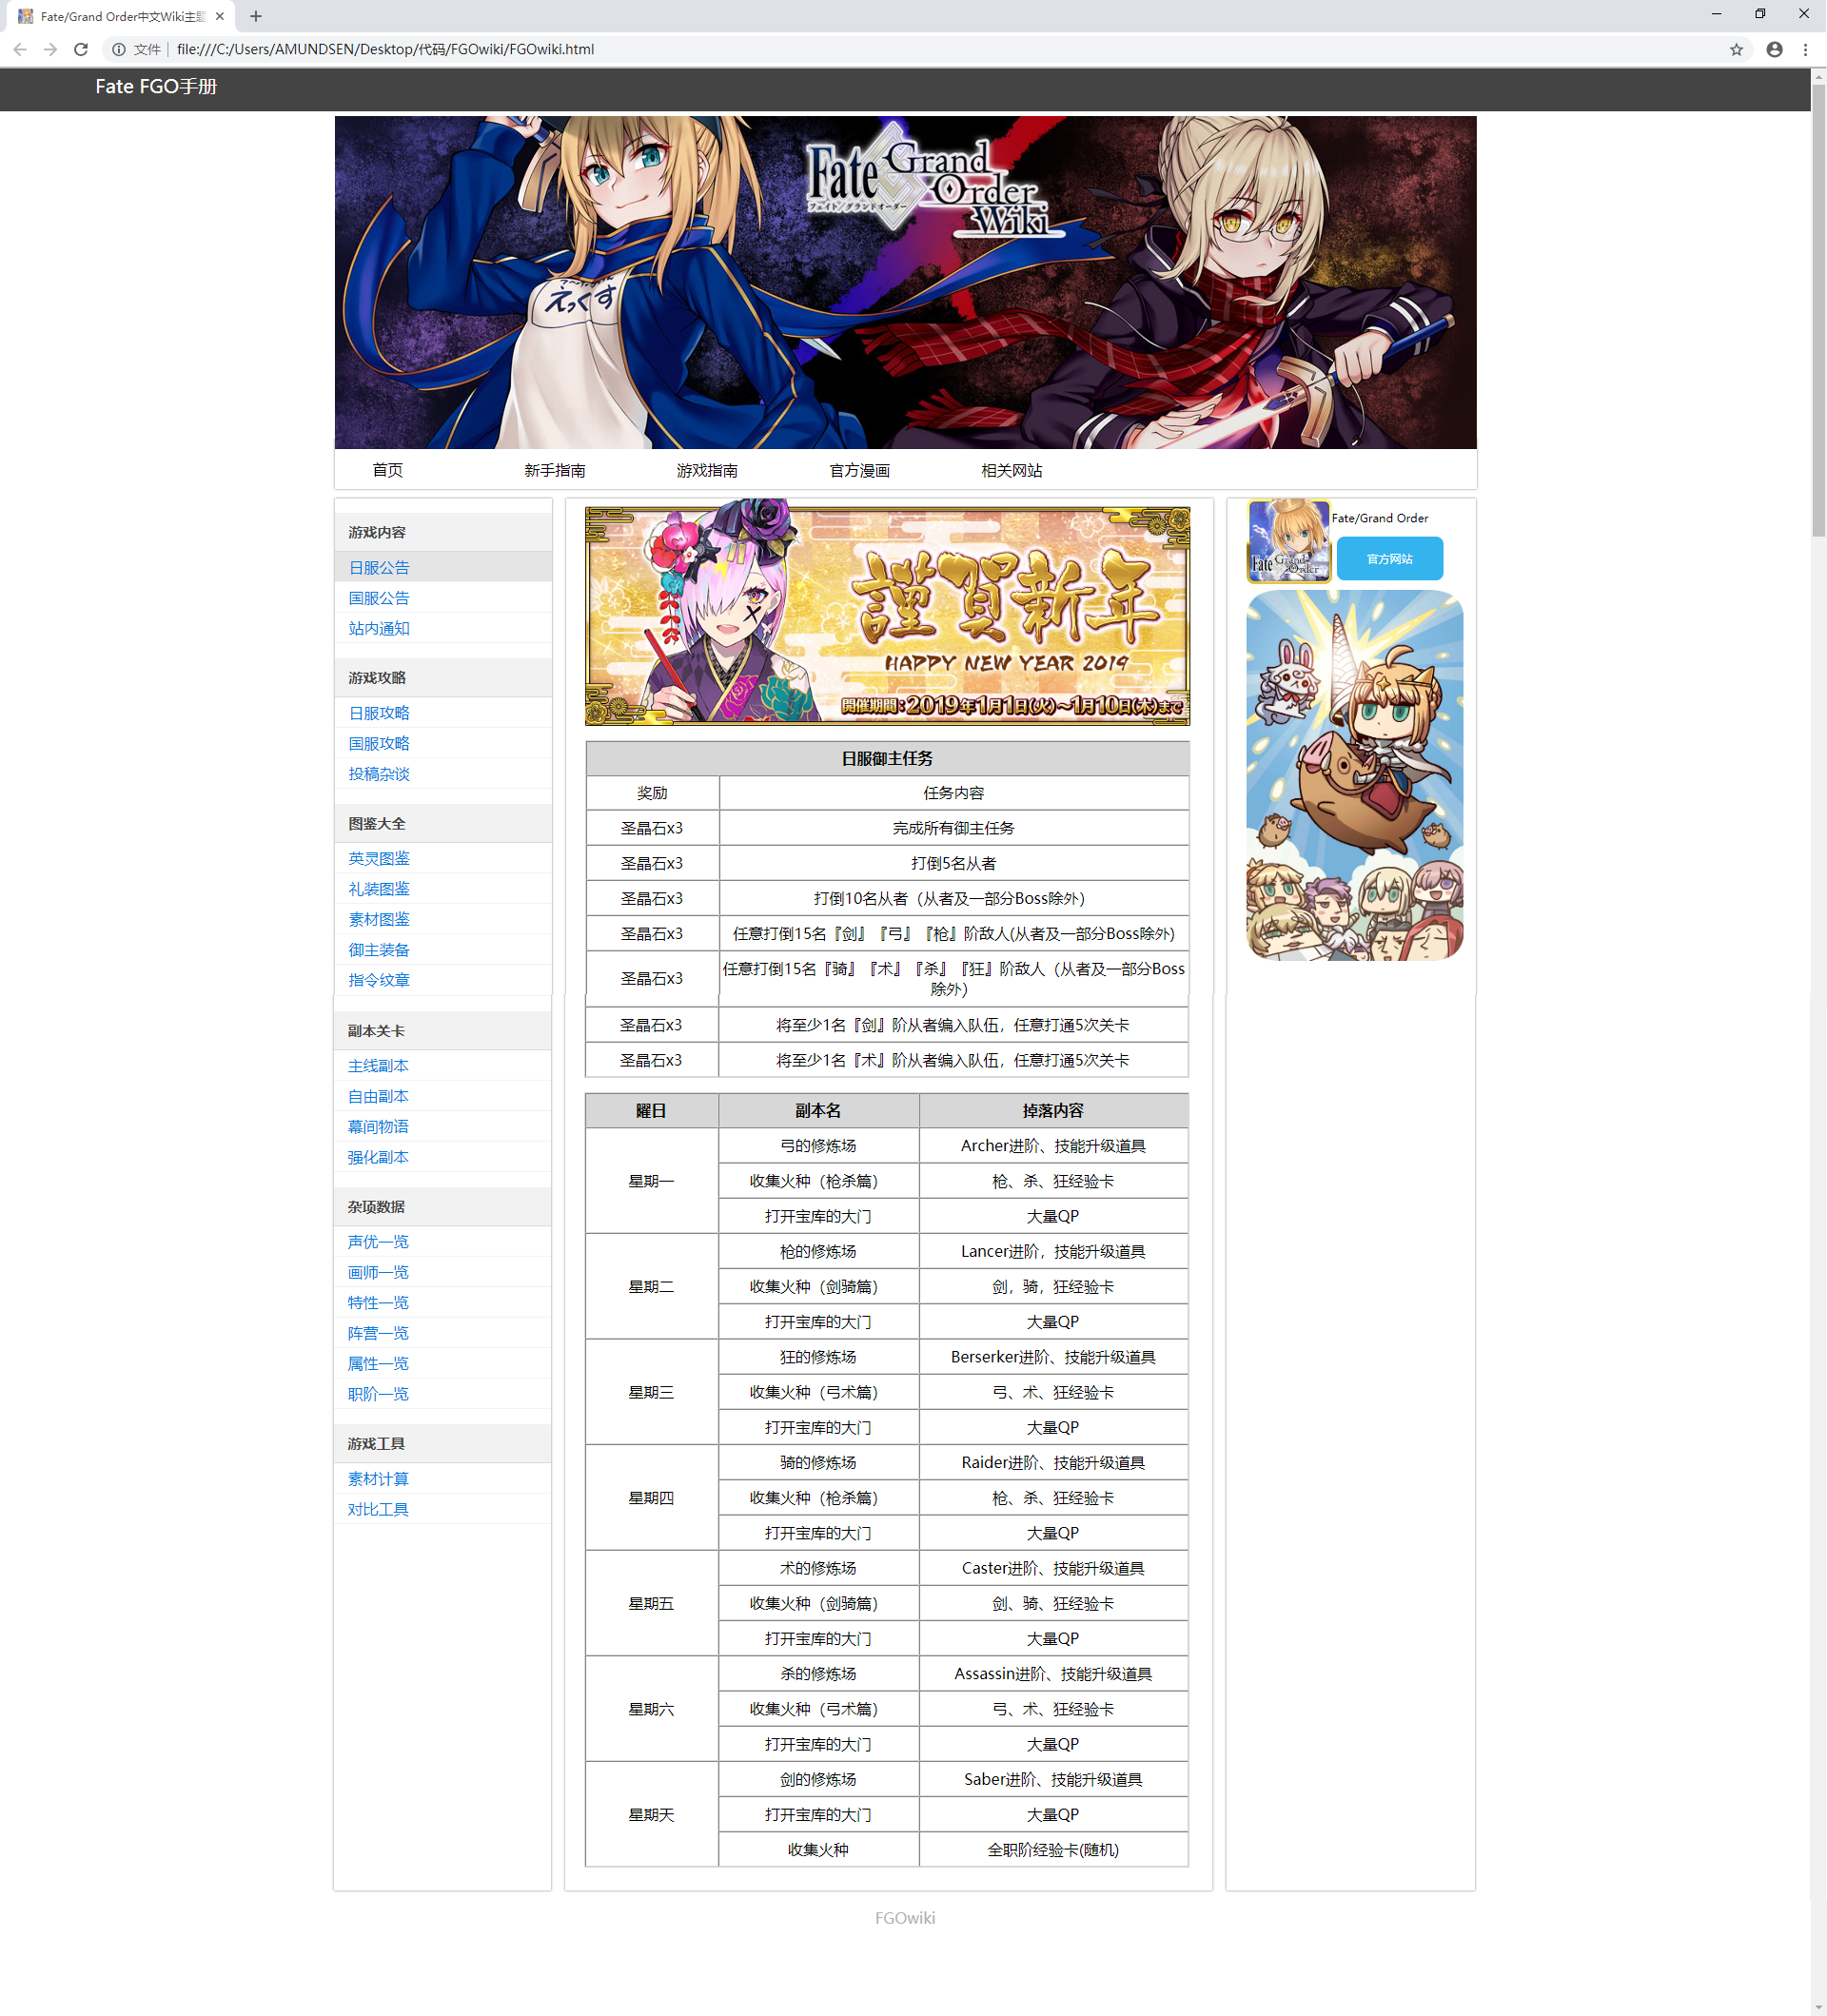 Fate/Grand Order中文Wiki主题
文件 file:///C:/Users/AMUNDSEN/Desktop/代码/FGOwiki/FGOwiki.html
Fate FGO手册
Fate Grand Order Wiki
フェイト/グランドオーダー
えっくす
首页 新手指南 游戏指南 官方漫画 相关网站
游戏内容
日服公告
国服公告
站内通知
游戏攻略
日服攻略
国服攻略
投稿杂谈
图鉴大全
英灵图鉴
礼装图鉴
素材图鉴
御主装备
指令纹章
副本关卡
主线副本
自由副本
幕间物语
强化副本
杂项数据
声优一览
画师一览
特性一览
阵营一览
属性一览
职阶一览
游戏工具
素材计算
对比工具
謹賀新年
HAPPY NEW YEAR 2019
開催期間:2019年1月1日(火)~1月10日(木)まで
日服御主任务
奖励 任务内容
圣晶石x3 完成所有御主任务
圣晶石x3 打倒5名从者
圣晶石x3 打倒10名从者（从者及一部分Boss除外）
圣晶石x3 任意打倒15名『剑』『弓』『枪』阶敌人(从者及一部分Boss除外)
圣晶石x3 任意打倒15名『骑』『术』『杀』『狂』阶敌人（从者及一部分Boss
除外）
圣晶石x3 将至少1名『剑』阶从者编入队伍，任意打通5次关卡
圣晶石x3 将至少1名『术』阶从者编入队伍，任意打通5次关卡
曜日 副本名 掉落内容
星期一 弓的修炼场 Archer进阶、技能升级道具
收集火种（枪杀篇） 枪、杀、狂经验卡
打开宝库的大门 大量QP
星期二 枪的修炼场 Lancer进阶，技能升级道具
收集火种（剑骑篇） 剑，骑，狂经验卡
打开宝库的大门 大量QP
星期三 狂的修炼场 Berserker进阶、技能升级道具
收集火种（弓术篇） 弓、术、狂经验卡
打开宝库的大门 大量QP
星期四 骑的修炼场 Raider进阶、技能升级道具
收集火种（枪杀篇） 枪、杀、狂经验卡
打开宝库的大门 大量QP
星期五 术的修炼场 Caster进阶、技能升级道具
收集火种（剑骑篇） 剑、骑、狂经验卡
打开宝库的大门 大量QP
星期六 杀的修炼场 Assassin进阶、技能升级道具
收集火种（弓术篇） 弓、术、狂经验卡
打开宝库的大门 大量QP
星期天 剑的修炼场 Saber进阶、技能升级道具
打开宝库的大门 大量QP
收集火种 全职阶经验卡(随机)
Fate/Grand Order
官方网站
Fate Grand Order
FGOwiki